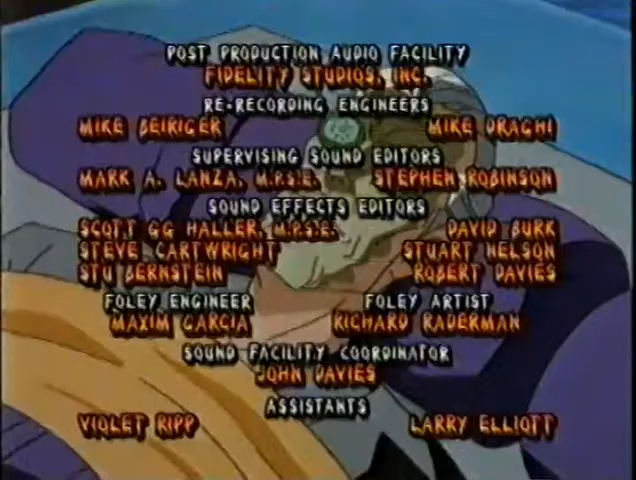 POST PRODUCTION AUDIO FACILITY
FIDELITY STUDIOS, INC.
RE-RECORDING ENGINEERS
MIKE BEIRIGER MIKE DRAGHI
SUPERVISING SOUND EDITORS
MARK A. LANZA, M.P.S.E. STEPHEN ROBINSON
SOUND EFFECTS EDITORS
SCOTT GG HALLER, M.P.S.E. DAVID BURK
STEVE CARTWRIGHT STUART NELSON
STU BERNSTEIN ROBERT DAVIES
FOLEY ENGINEER FOLEY ARTIST
MAXIM GARCIA RICHARD RADERMAN
SOUND FACILITY COORDINATOR
JOHN DAVIES
ASSISTANTS
VIOLET RIPP LARRY ELLIOTT